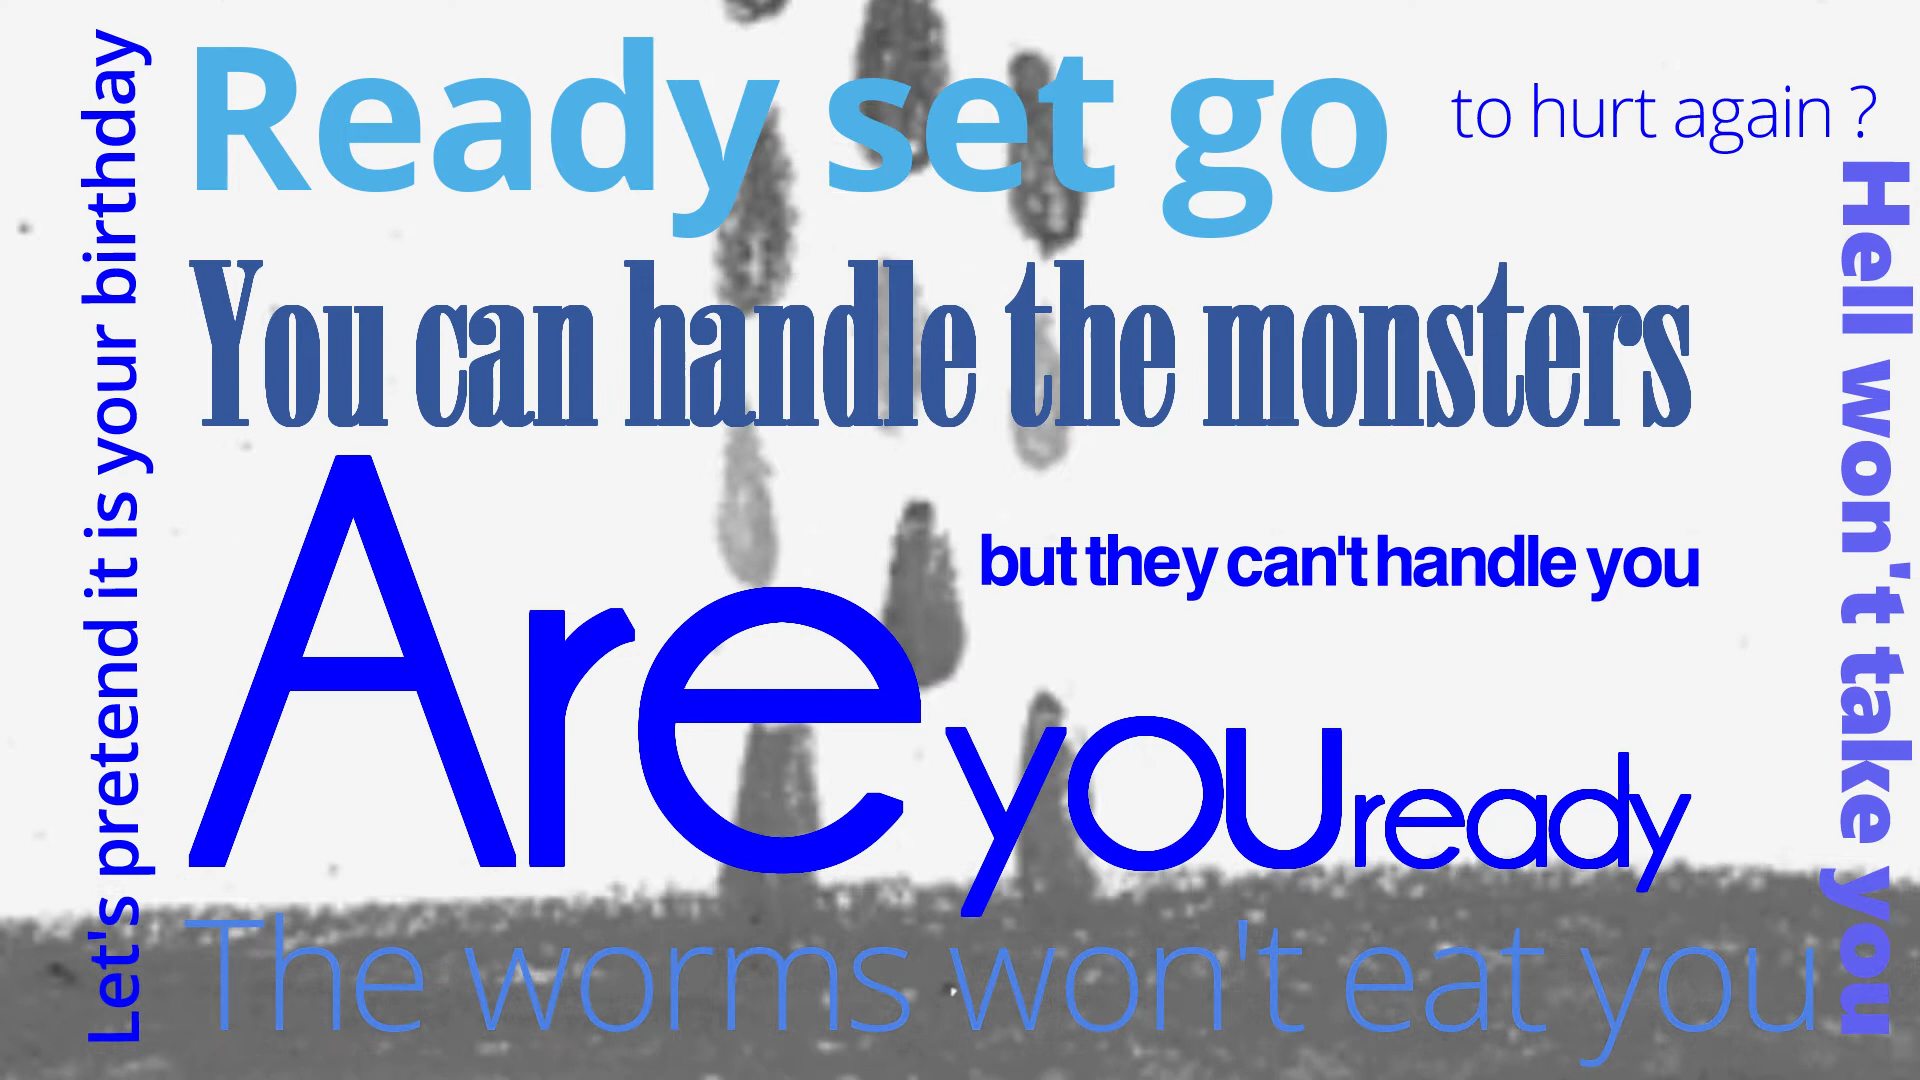 Let's pretend it is your birthday
Ready set go
to hurt again ?
You can handle the monsters
but they can't handle you
Are you ready
The worms won't eat you
Hell won't take you